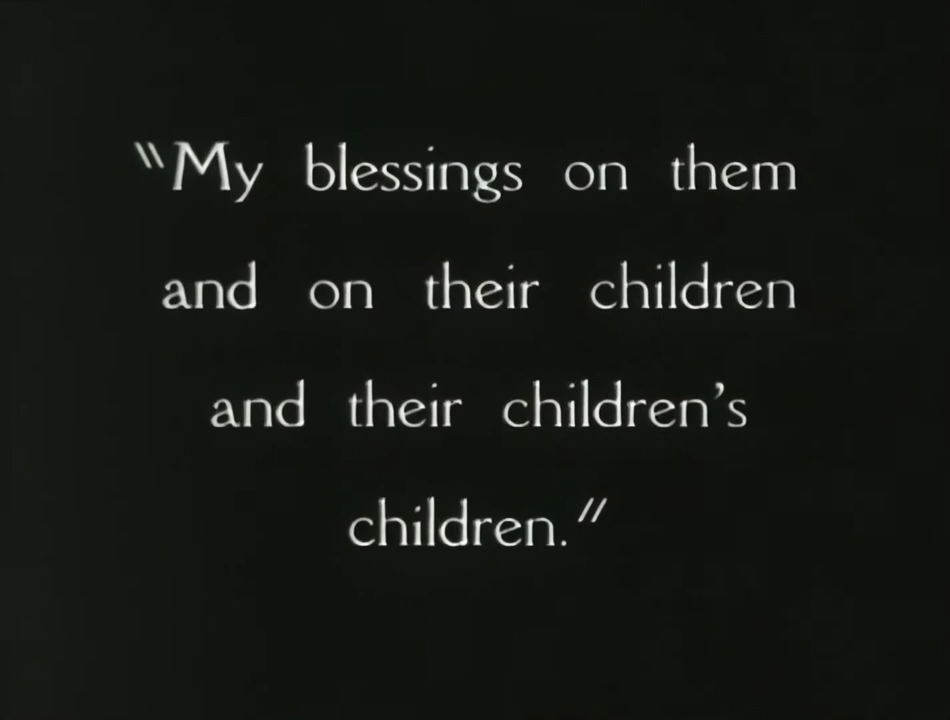 "My blessings on them
and on their children
and their children's
children."